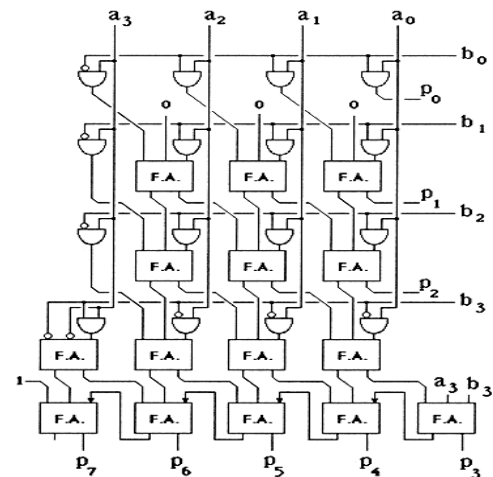 a3 a2 a1 a0
b0
p0
0 0 0
b1
F.A. F.A. F.A.
p1
b2
F.A. F.A. F.A.
p2
b3
F.A. F.A. F.A. F.A.
1 a3 b3
F.A. F.A. F.A. F.A. F.A.
p7 p6 p5 p4 p3